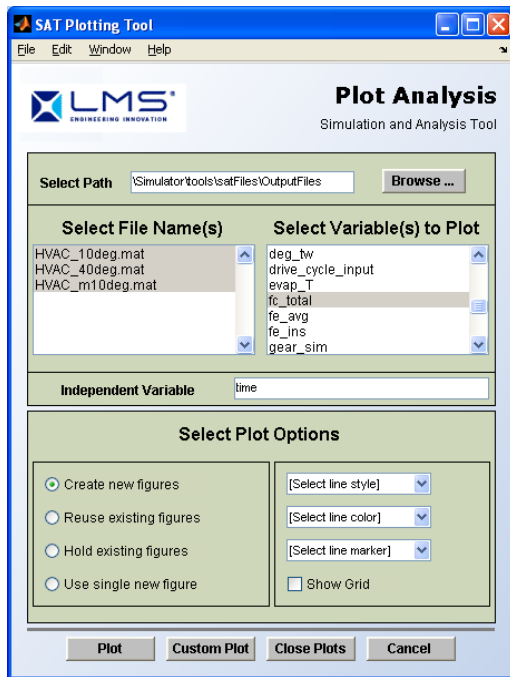 SAT Plotting Tool
File Edit Window Help
LMS
ENGINEERING INNOVATION
Plot Analysis
Simulation and Analysis Tool
Select Path \Simulator\tools\satFiles\OutputFiles Browse ...
Select File Name(s)
HVAC_10deg.mat
HVAC_40deg.mat
HVAC_m10deg.mat
Select Variable(s) to Plot
deg_tw
drive_cycle_input
evap_T
fc_total
fe_avg
fe_ins
gear_sim
Independent Variable time
Select Plot Options
Create new figures
Reuse existing figures
Hold existing figures
Use single new figure
[Select line style]
[Select line color]
[Select line marker]
Show Grid
Plot Custom Plot Close Plots Cancel